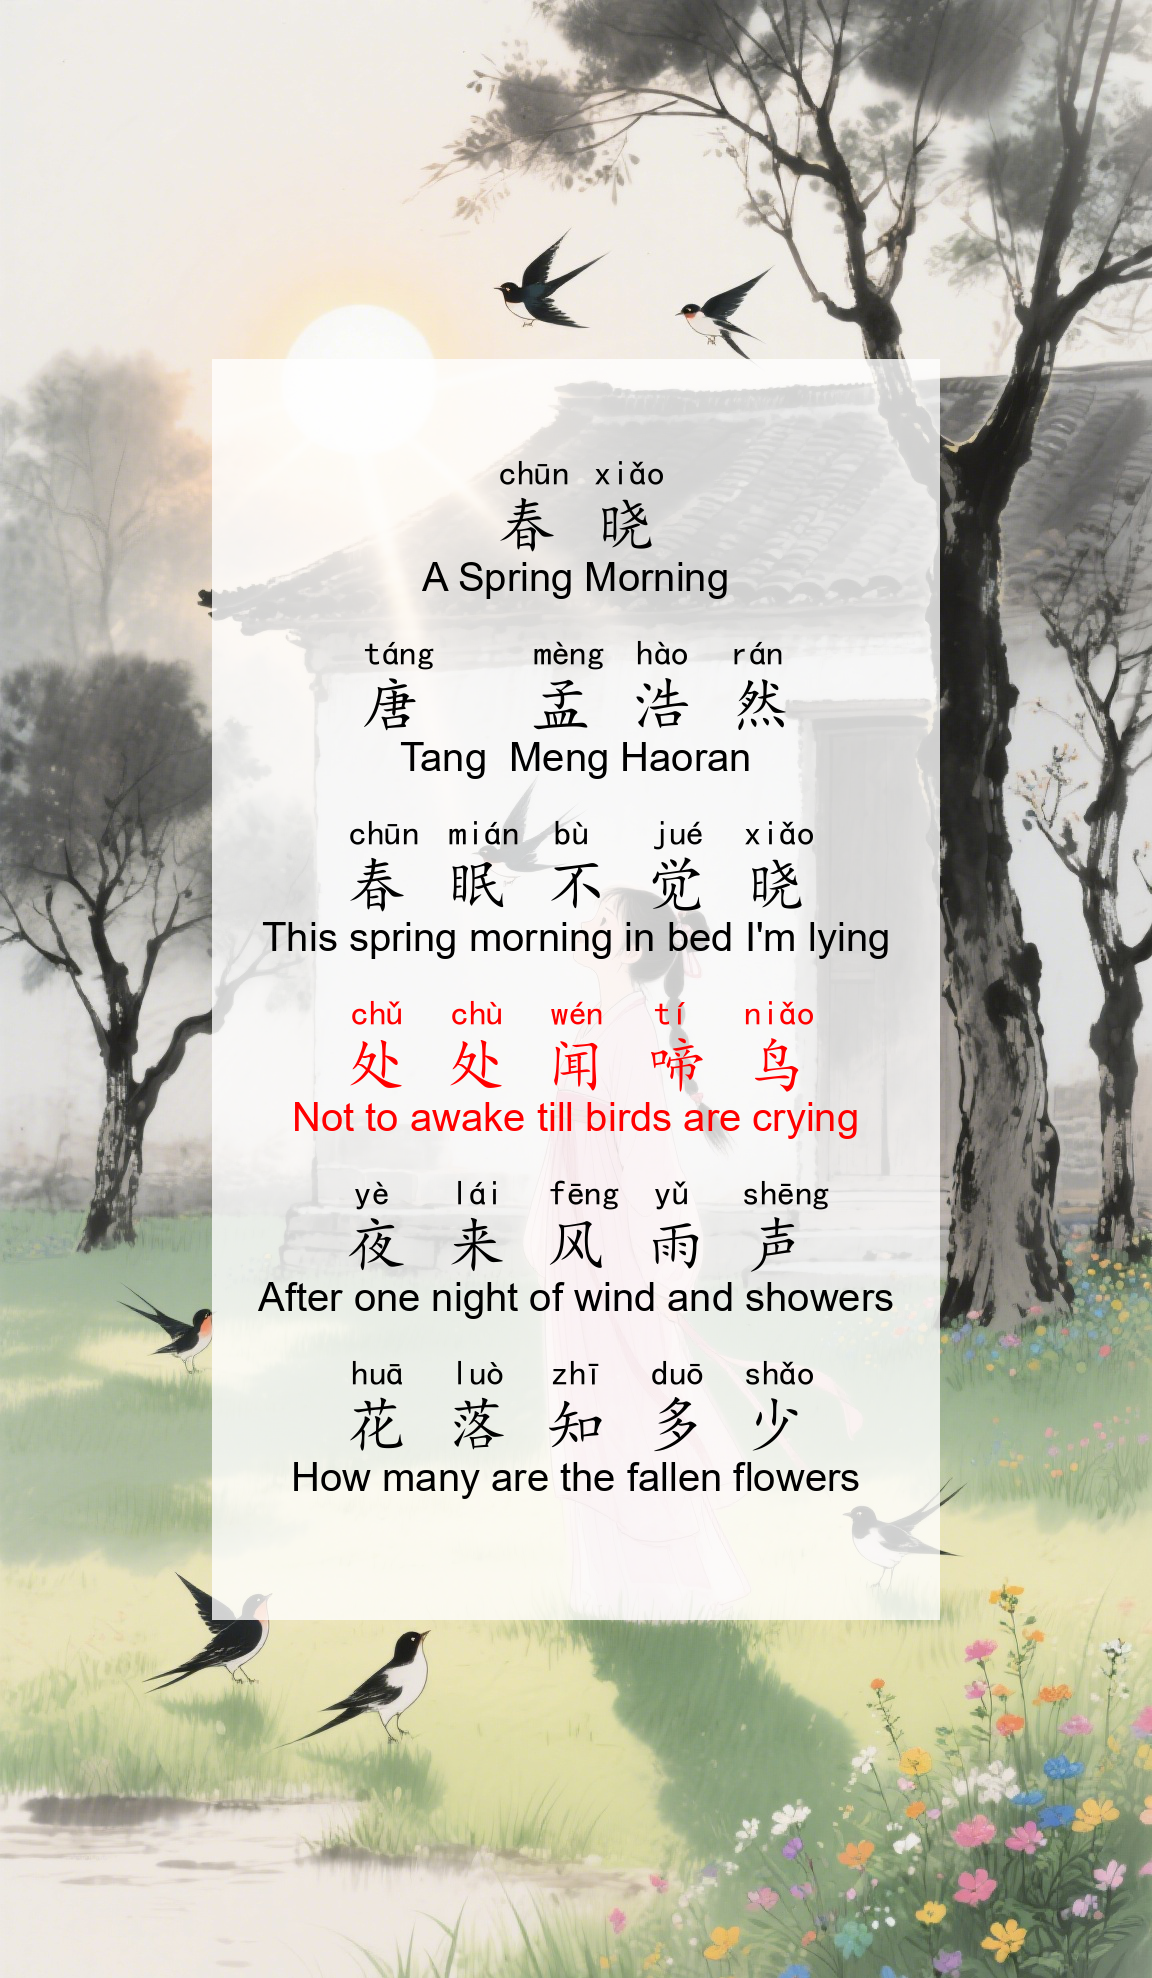 chūn xiǎo
春 晓
A Spring Morning
táng mèng hào rán
唐 孟 浩 然
Tang Meng Haoran
chūn mián bù jué xiǎo
春 眠 不 觉 晓
This spring morning in bed I'm lying
chǔ chù wén tí niǎo
处 处 闻 啼 鸟
Not to awake till birds are crying
yè lái fēng yǔ shēng
夜 来 风 雨 声
After one night of wind and showers
huā luò zhī duō shǎo
花 落 知 多 少
How many are the fallen flowers